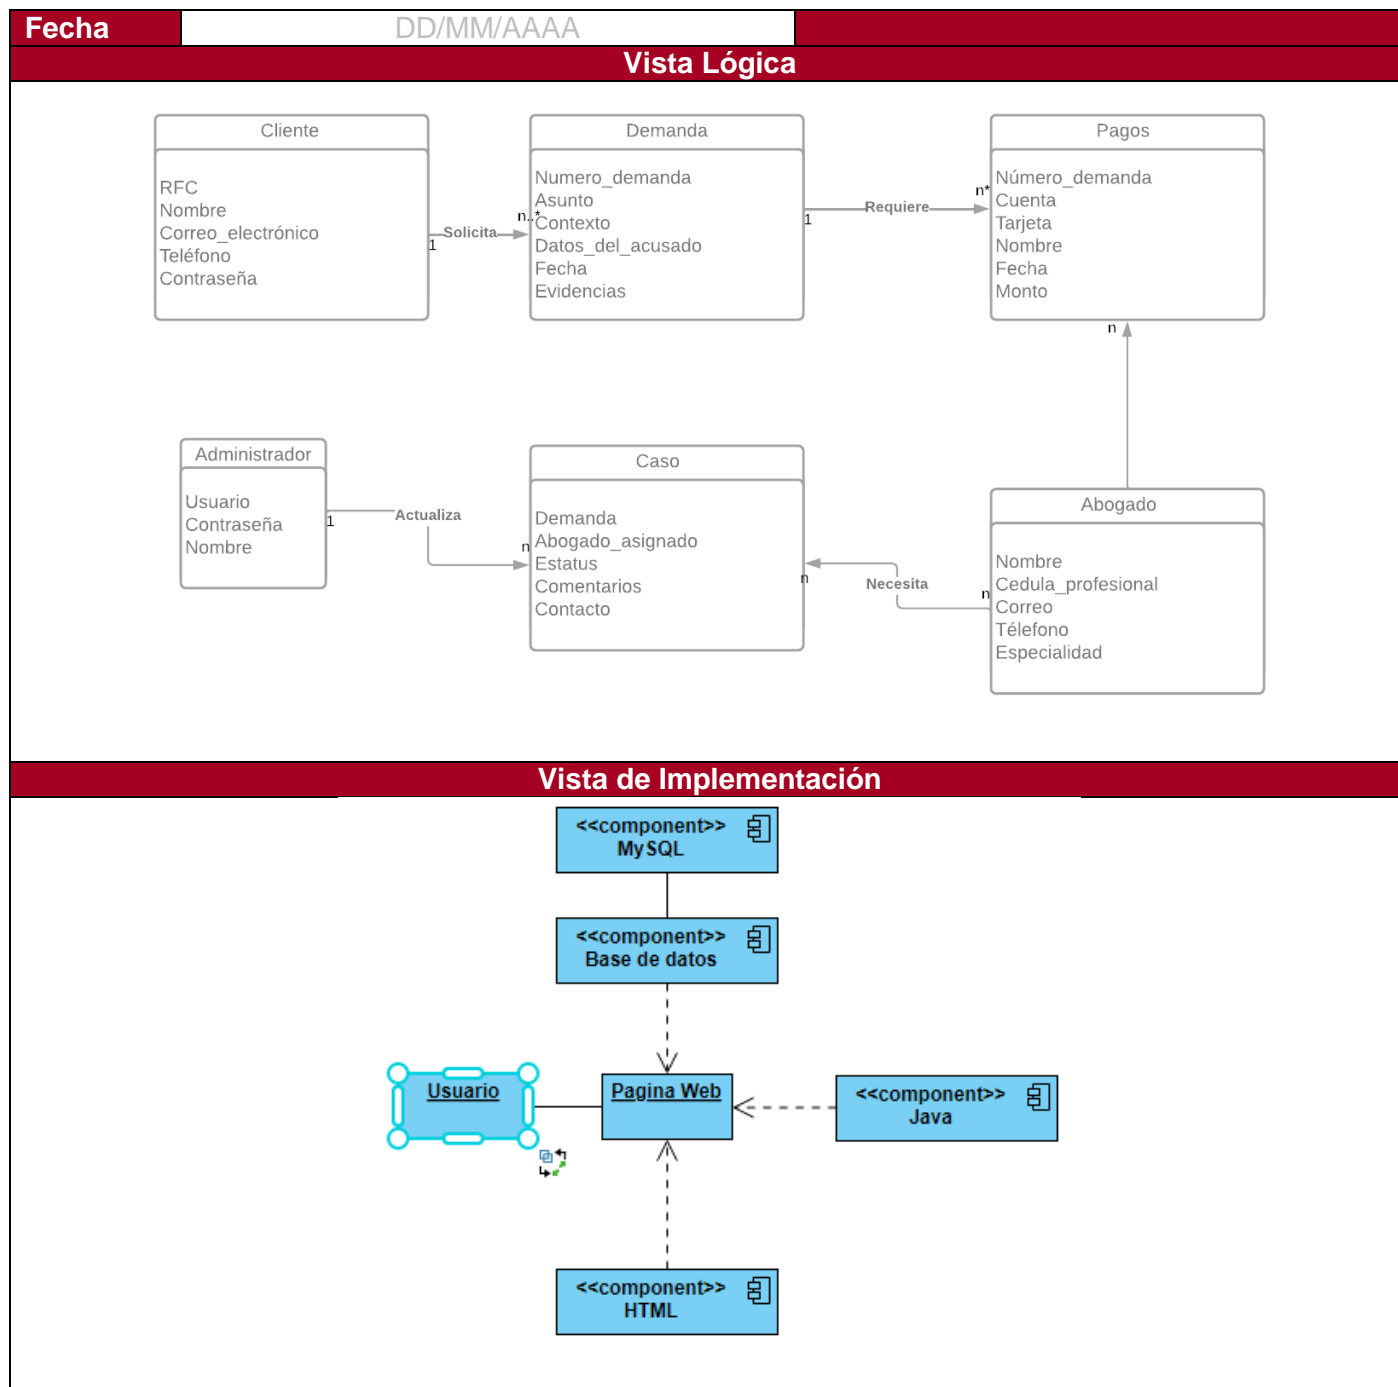 Fecha DD/MM/AAAA
Vista Lógica
Cliente
RFC
Nombre
Correo_electrónico
Teléfono
Contraseña
1
Solicita
n..*
Demanda
Numero_demanda
Asunto
Contexto
Datos_del_acusado
Fecha
Evidencias
1
Requiere
n*
Pagos
Número_demanda
Cuenta
Tarjeta
Nombre
Fecha
Monto
n
Administrador
Usuario
Contraseña
Nombre
1
Actualiza
n
Caso
Demanda
Abogado_asignado
Estatus
Comentarios
Contacto
n
Necesita
n
Abogado
Nombre
Cedula_profesional
Correo
Télefono
Especialidad
Vista de Implementación
<<component>>
MySQL
<<component>>
Base de datos
Usuario
Pagina Web
<<component>>
Java
<<component>>
HTML